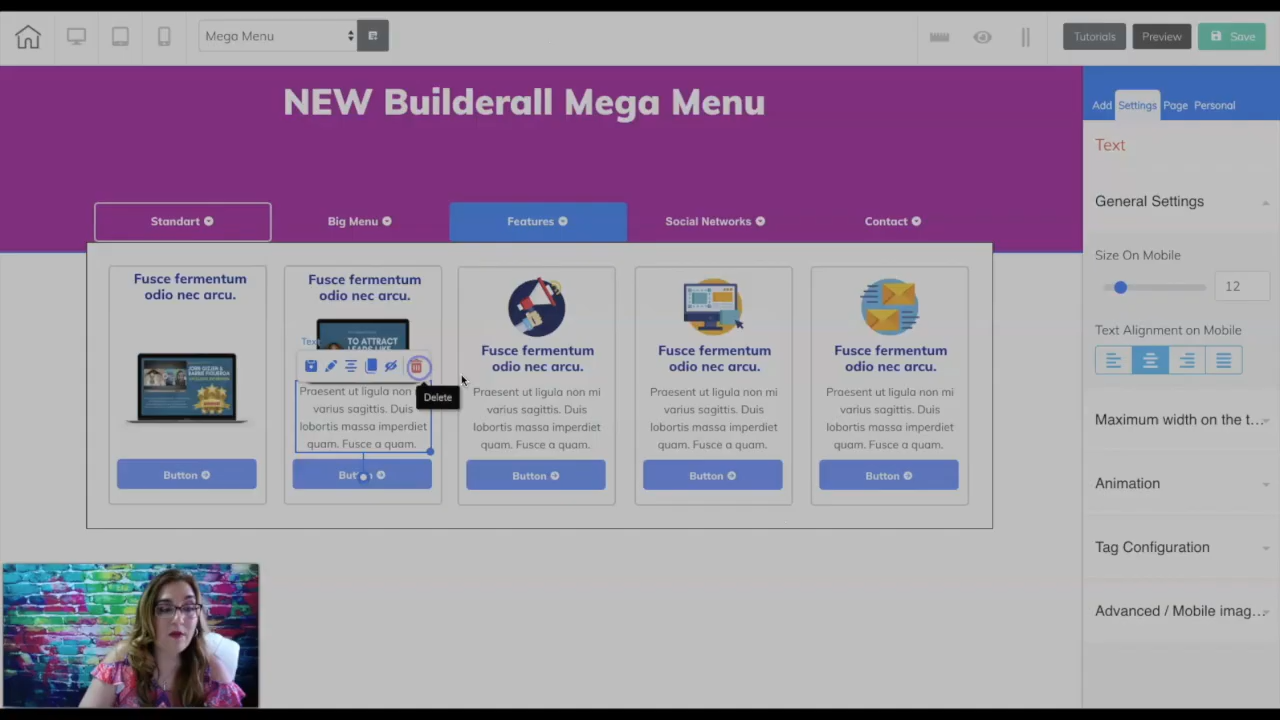 Mega Menu
Tutorials
Preview
Save
NEW Builderall Mega Menu
Add
Settings
Page
Personal
Text
General Settings
Size On Mobile
12
Text Alignment on Mobile
Maximum width on the t...
Animation
Tag Configuration
Advanced / Mobile imag...
Standart
Big Menu
Features
Social Networks
Contact
Fusce fermentum
odio nec arcu.
Button
Fusce fermentum
odio nec arcu.
TO ATTRACT
Text
Delete
Praesent ut ligula non mi
varius sagittis. Duis
lobortis massa imperdiet
quam. Fusce a quam.
Button
Fusce fermentum
odio nec arcu.
Praesent ut ligula non mi
varius sagittis. Duis
lobortis massa imperdiet
quam. Fusce a quam.
Button
Fusce fermentum
odio nec arcu.
Praesent ut ligula non mi
varius sagittis. Duis
lobortis massa imperdiet
quam. Fusce a quam.
Button
Fusce fermentum
odio nec arcu.
Praesent ut ligula non mi
varius sagittis. Duis
lobortis massa imperdiet
quam. Fusce a quam.
Button